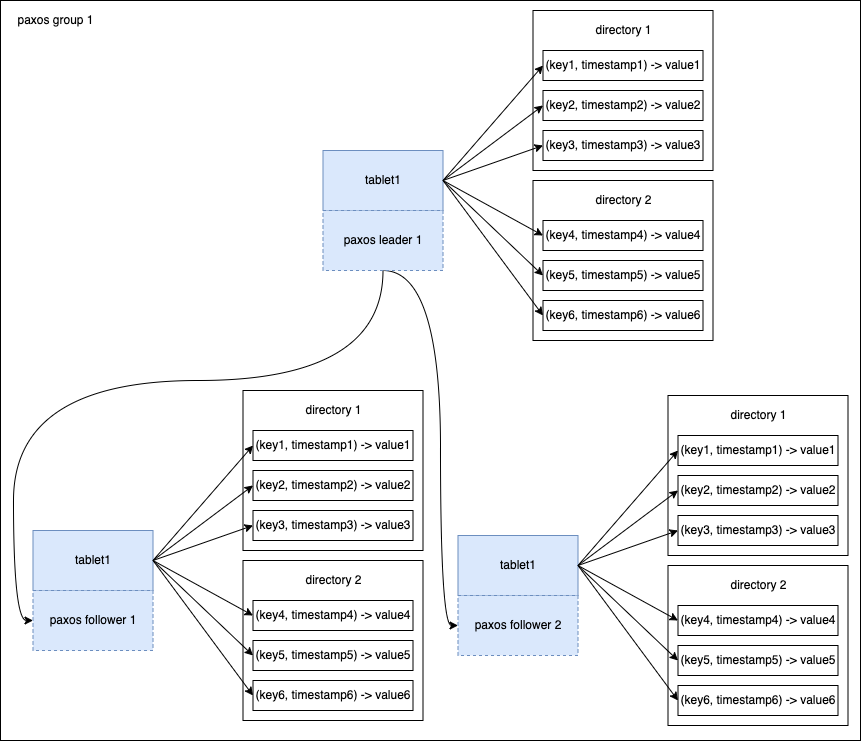 paxos group 1
directory 1
(key1, timestamp1) -> value1
(key2, timestamp2) -> value2
(key3, timestamp3) -> value3
tablet1
paxos leader 1
directory 2
(key4, timestamp4) -> value4
(key5, timestamp5) -> value5
(key6, timestamp6) -> value6
directory 1
(key1, timestamp1) -> value1
(key2, timestamp2) -> value2
(key3, timestamp3) -> value3
tablet1
paxos follower 1
directory 2
(key4, timestamp4) -> value4
(key5, timestamp5) -> value5
(key6, timestamp6) -> value6
directory 1
(key1, timestamp1) -> value1
(key2, timestamp2) -> value2
(key3, timestamp3) -> value3
tablet1
paxos follower 2
directory 2
(key4, timestamp4) -> value4
(key5, timestamp5) -> value5
(key6, timestamp6) -> value6